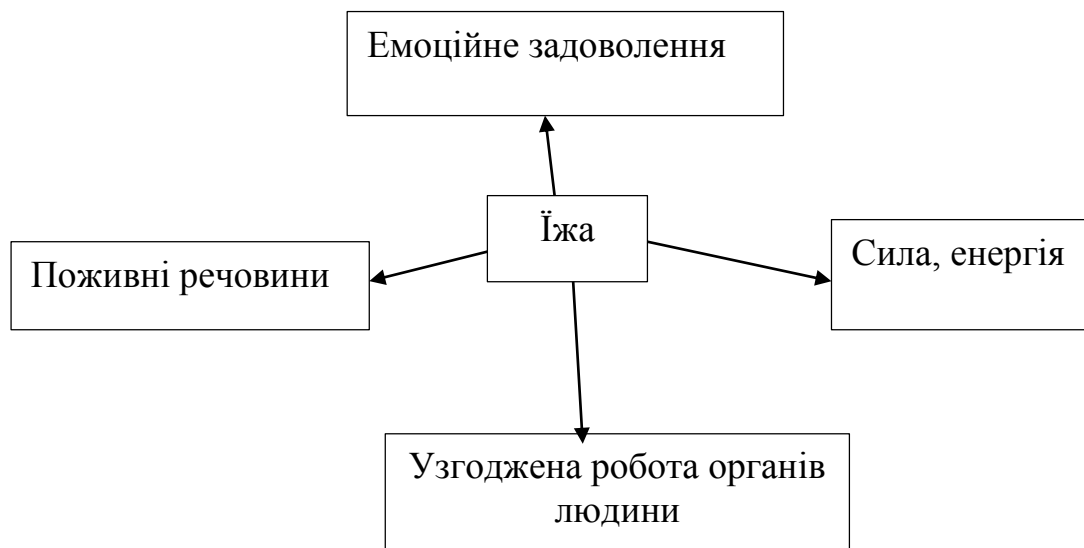 Емоційне задоволення
Їжа
Поживні речовини
Сила, енергія
Узгоджена робота органів
людини